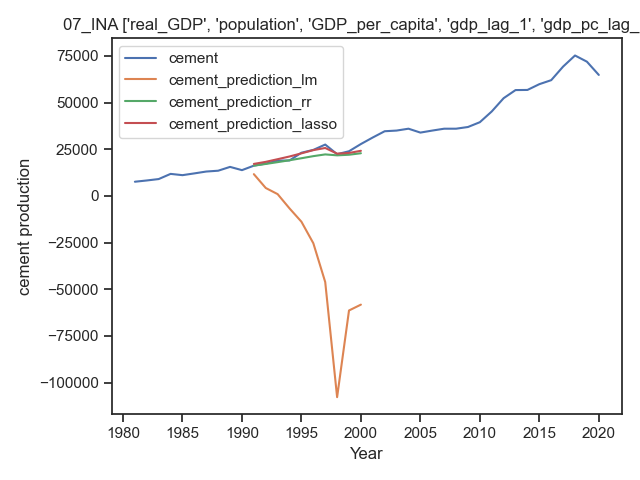 07_INA ['real_GDP', 'population', 'GDP_per_capita', 'gdp_lag_1', 'gdp_pc_lag_
cement
cement_prediction_lm
cement_prediction_rr
cement_prediction_lasso
75000
50000
25000
0
−25000
−50000
−75000
−100000
cement production
1980 1985 1990 1995 2000 2005 2010 2015 2020
Year